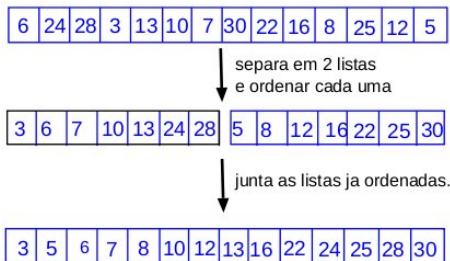 6 24 28 3 13 10 7 30 22 16 8 25 12 5
separa em 2 listas
e ordenar cada uma
3 6 7 10 13 24 28 5 8 12 16 22 25 30
junta as listas ja ordenadas.
3 5 6 7 8 10 12 13 16 22 24 25 28 30